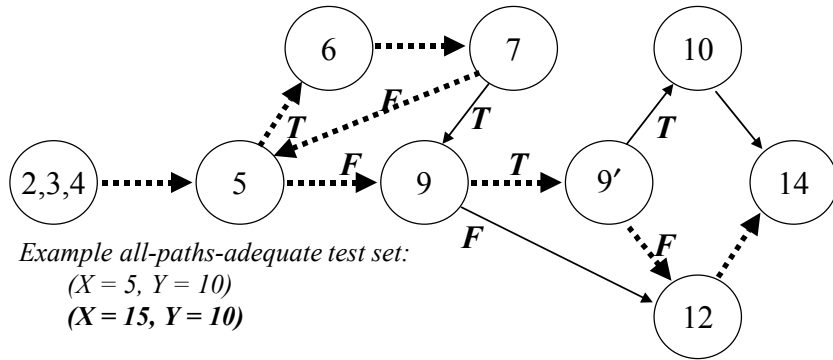 6
7
10
F
T
T
T
2,3,4
5
F
9
T
9′
14
F
F
Example all-paths-adequate test set:
(X = 5, Y = 10)
(X = 15, Y = 10)
12